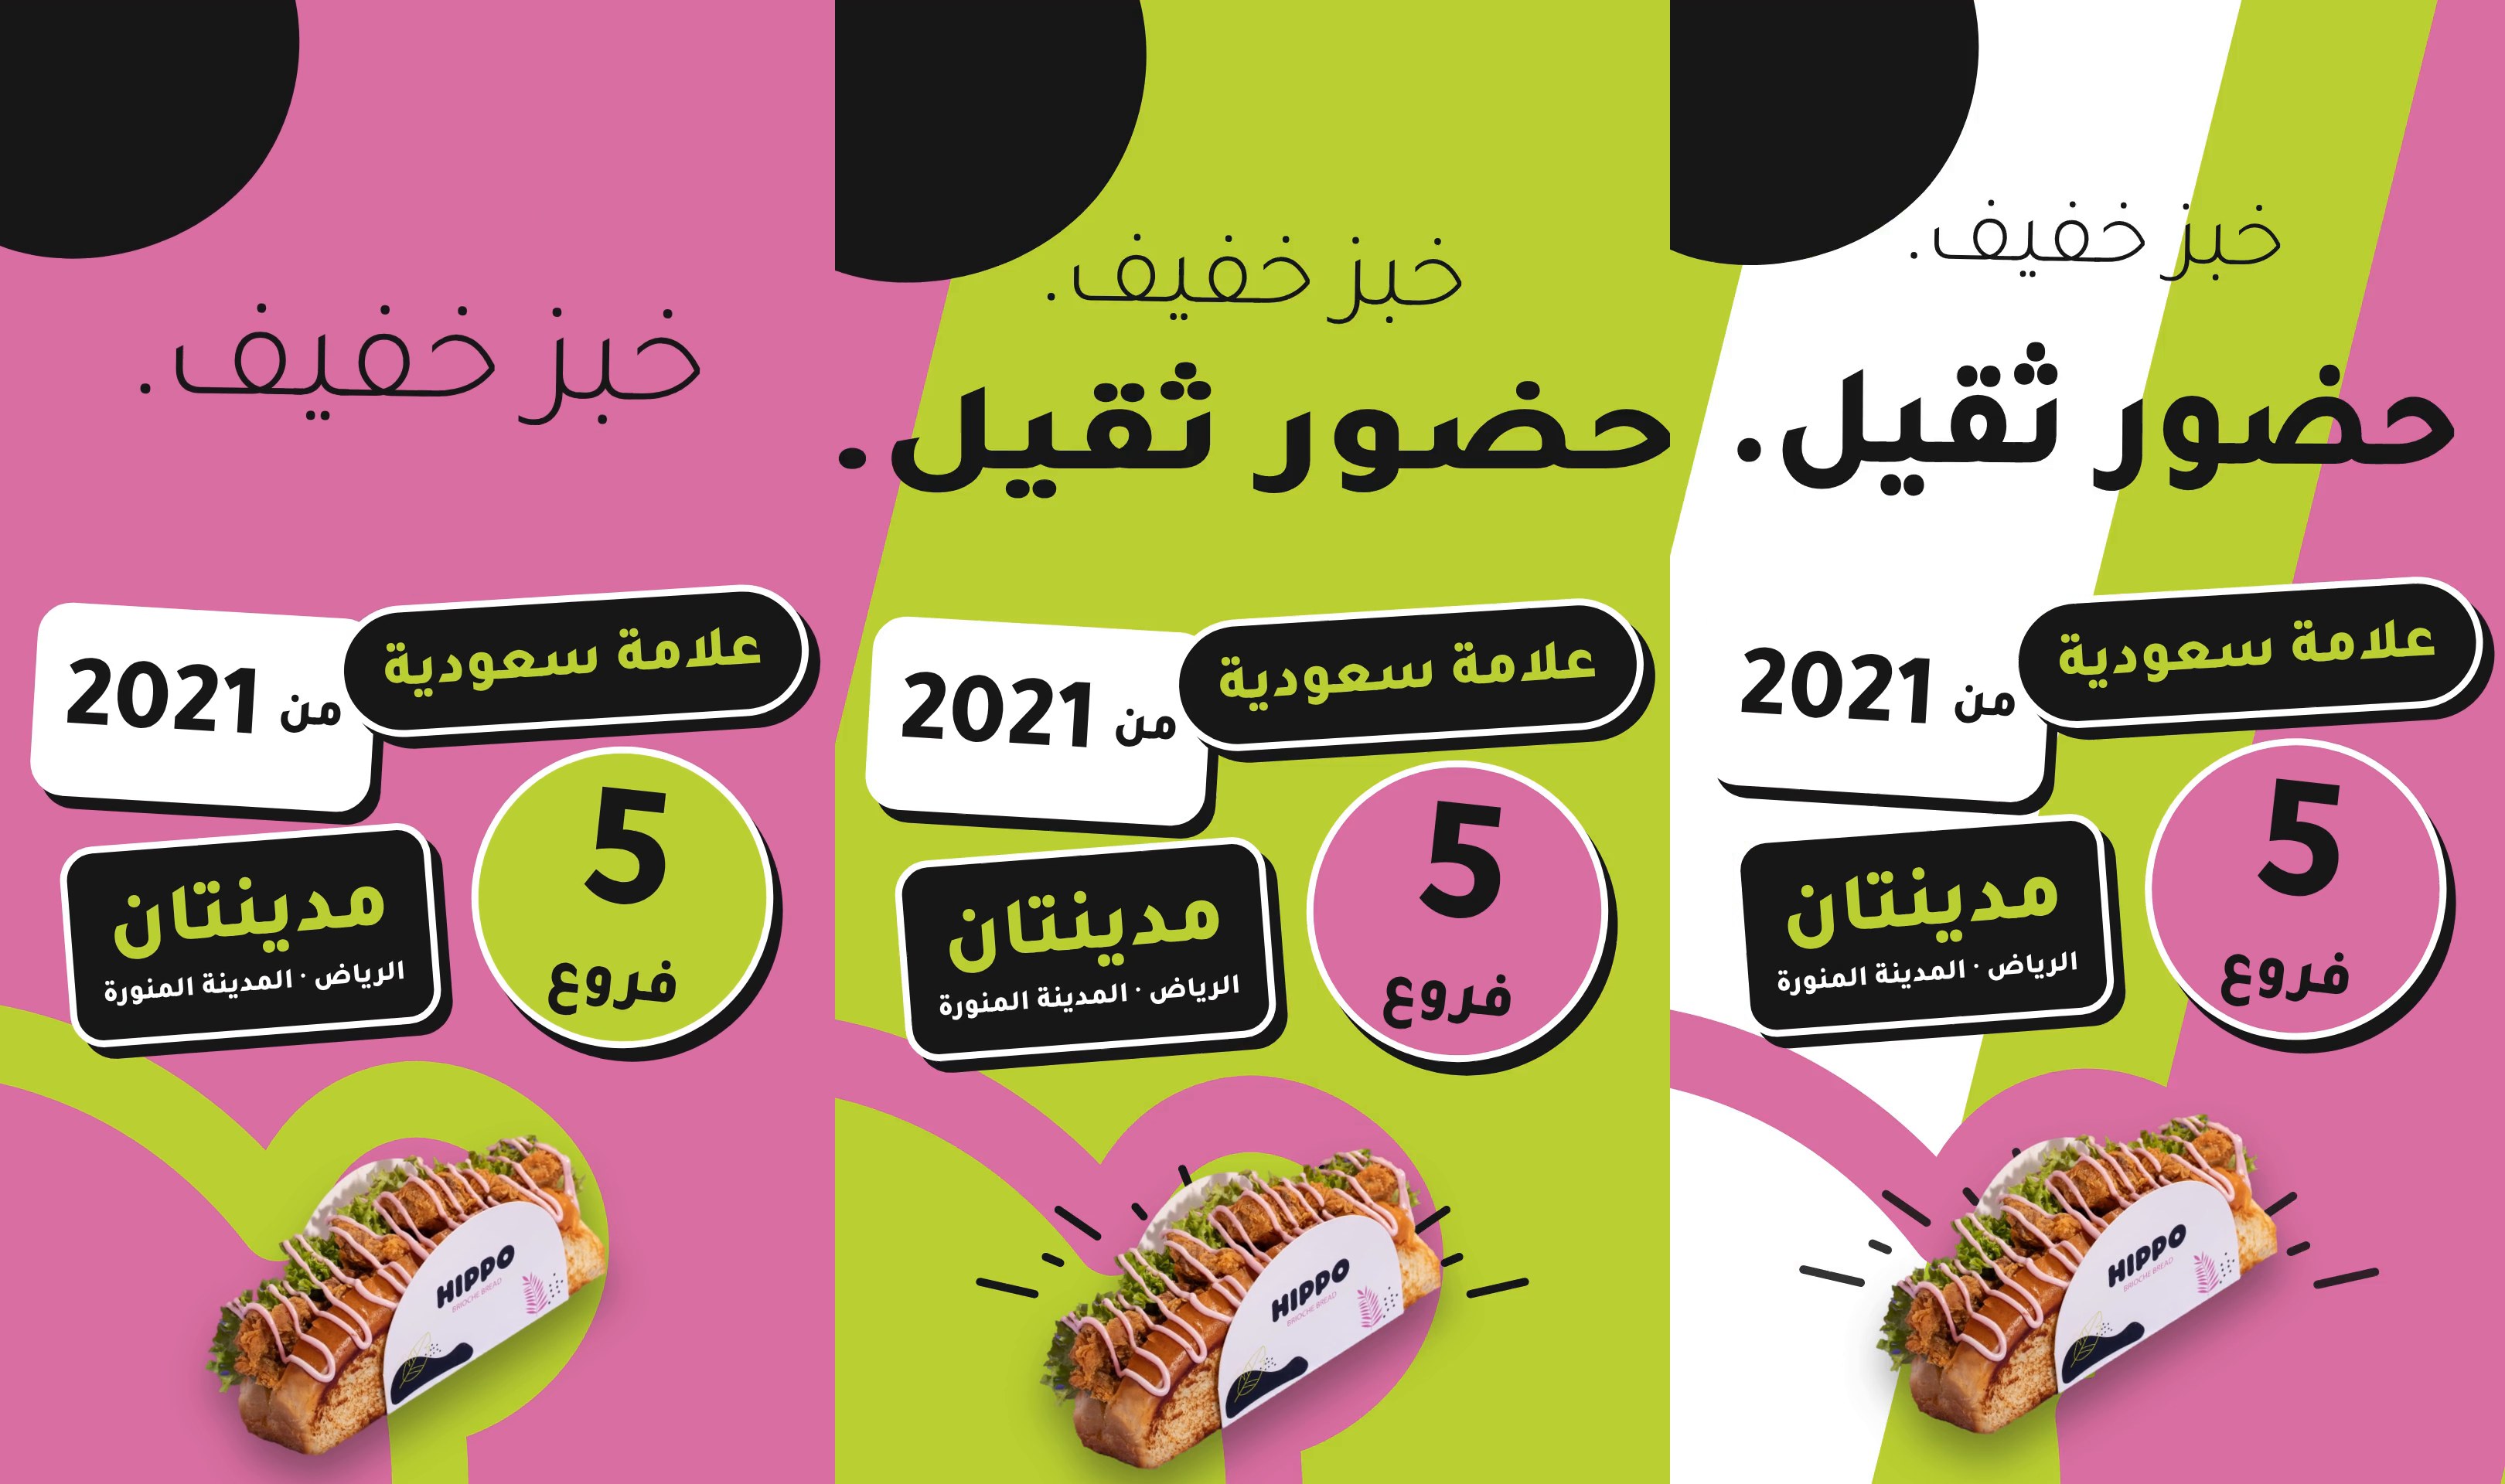 خبز خفيف.
علامة سعودية
من 2021
5
فروع
مدينتان
الرياض · المدينة المنورة
HIPPO
BRIOCHE BREAD
خبز خفيف.
حضور ثقيل.
علامة سعودية
من 2021
5
فروع
مدينتان
الرياض · المدينة المنورة
HIPPO
BRIOCHE BREAD
خبز خفيف.
حضور ثقيل.
علامة سعودية
من 2021
5
فروع
مدينتان
الرياض · المدينة المنورة
HIPPO
BRIOCHE BREAD